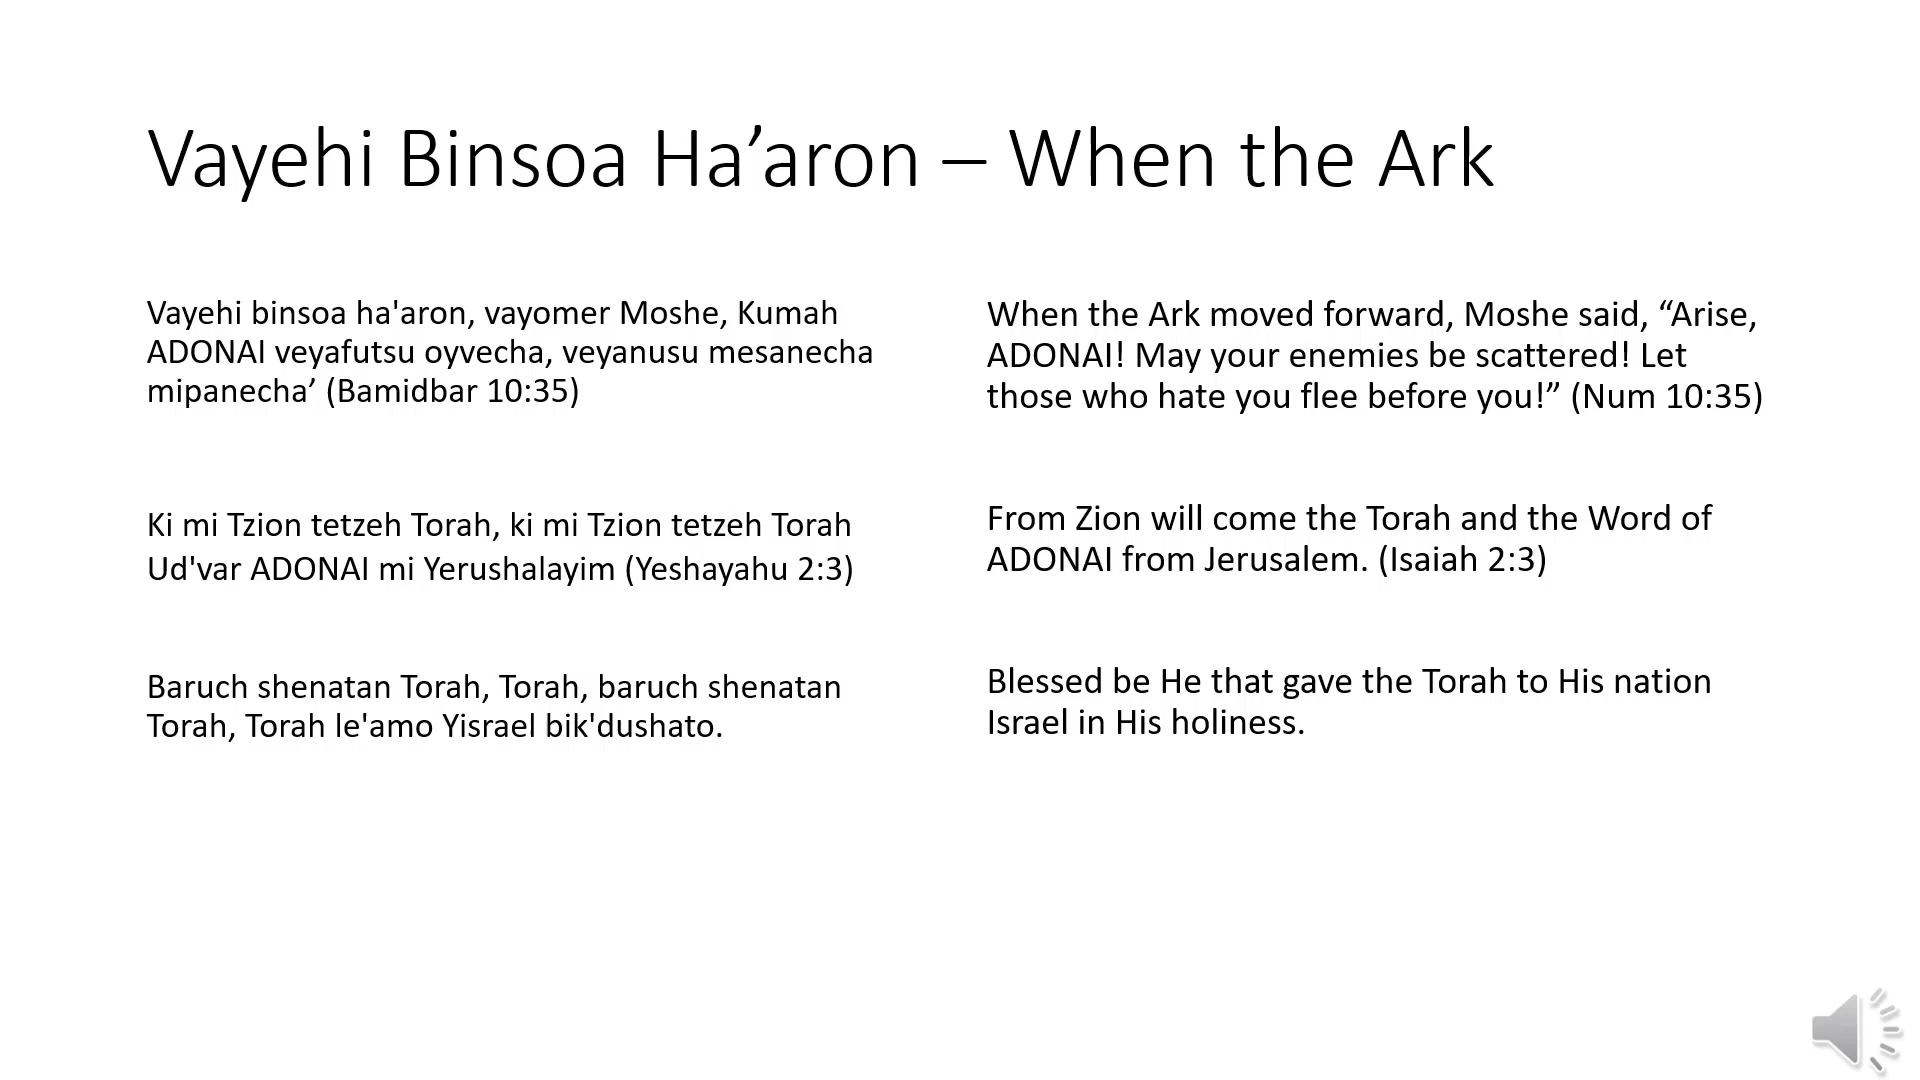 Vayehi Binsoa Ha’aron – When the Ark
Vayehi binsoa ha'aron, vayomer Moshe, Kumah
ADONAI veyafutsu oyvecha, veyanusu mesanecha
mipanecha’ (Bamidbar 10:35)
Ki mi Tzion tetzeh Torah, ki mi Tzion tetzeh Torah
Ud'var ADONAI mi Yerushalayim (Yeshayahu 2:3)
Baruch shenatan Torah, Torah, baruch shenatan
Torah, Torah le'amo Yisrael bik'dushato.
When the Ark moved forward, Moshe said, “Arise,
ADONAI! May your enemies be scattered! Let
those who hate you flee before you!” (Num 10:35)
From Zion will come the Torah and the Word of
ADONAI from Jerusalem. (Isaiah 2:3)
Blessed be He that gave the Torah to His nation
Israel in His holiness.